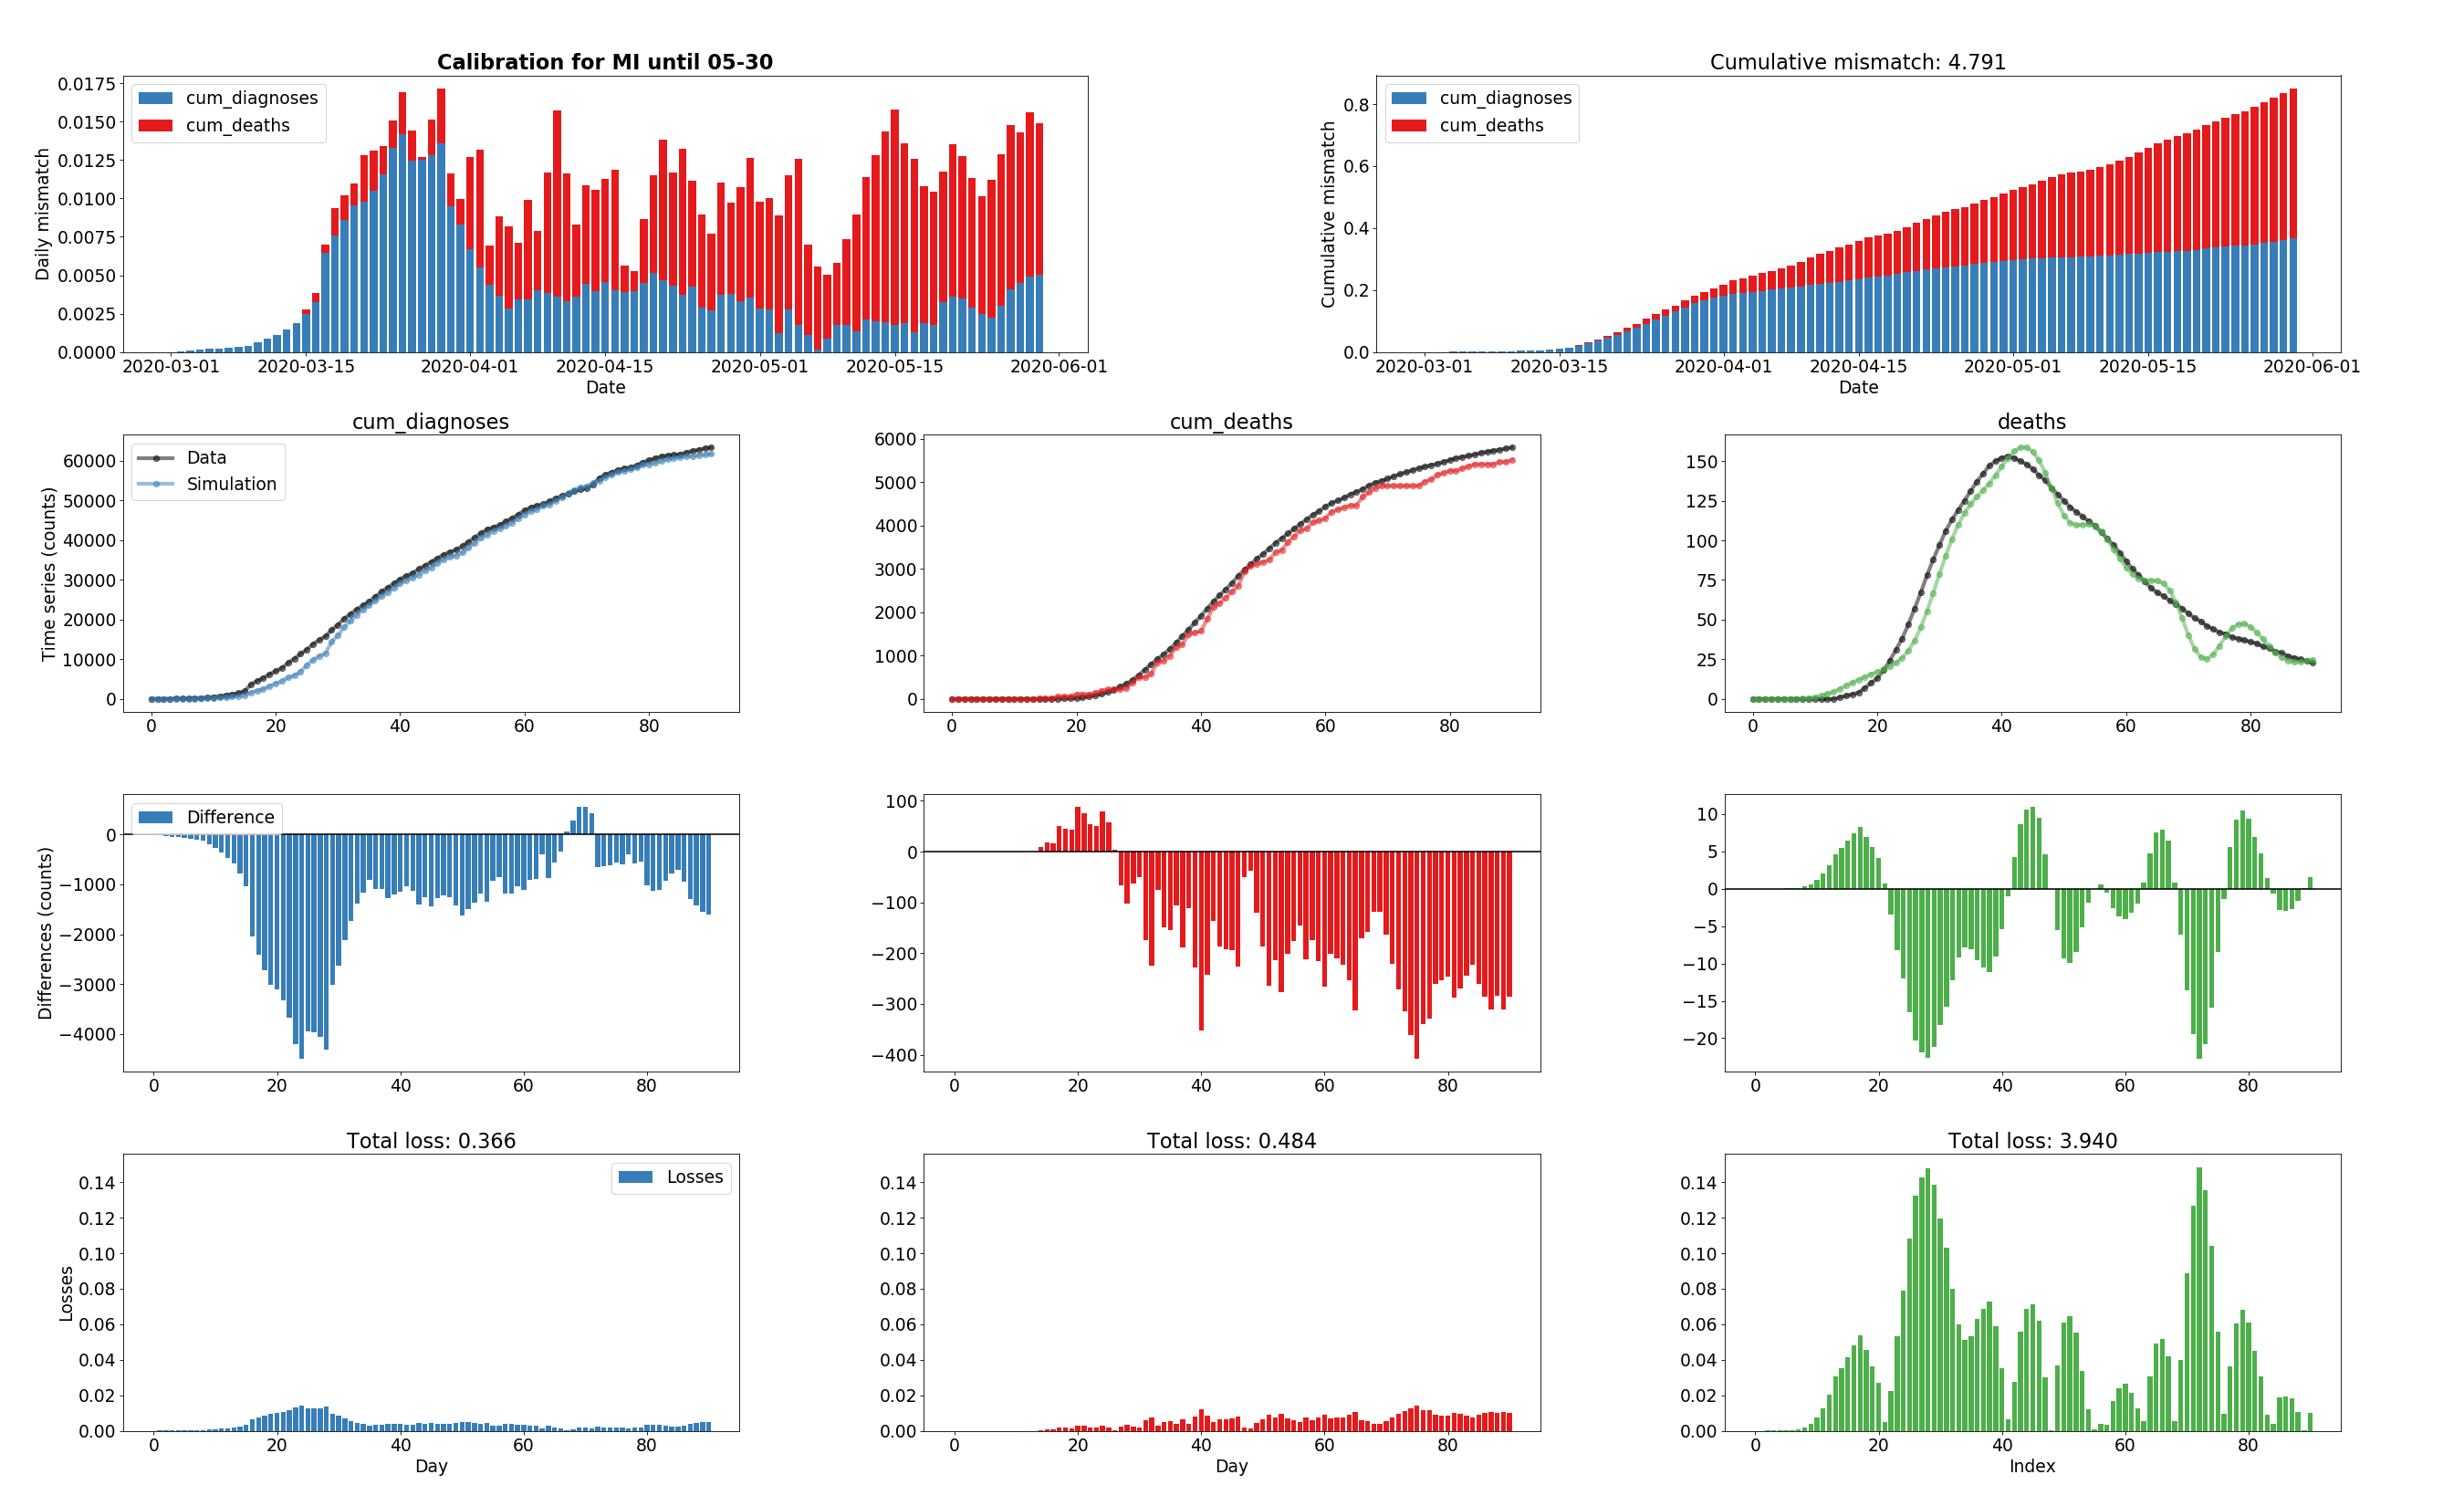 Calibration for MI until 05-30
Cumulative mismatch: 4.791
cum_diagnoses
cum_deaths
Daily mismatch
0.0175
0.0150
0.0125
0.0100
0.0075
0.0050
0.0025
0.0000
2020-03-01 2020-03-15 2020-04-01 2020-04-15 2020-05-01 2020-05-15 2020-06-01
Date
cum_diagnoses
cum_deaths
Cumulative mismatch
0.8
0.6
0.4
0.2
0.0
2020-03-01 2020-03-15 2020-04-01 2020-04-15 2020-05-01 2020-05-15 2020-06-01
Date
cum_diagnoses
Data
Simulation
Time series (counts)
60000
50000
40000
30000
20000
10000
0
0 20 40 60 80
cum_deaths
6000
5000
4000
3000
2000
1000
0
0 20 40 60 80
deaths
150
125
100
75
50
25
0
0 20 40 60 80
Difference
Differences (counts)
0
−1000
−2000
−3000
−4000
0 20 40 60 80
100
0
−100
−200
−300
−400
0 20 40 60 80
10
5
0
−5
−10
−15
−20
0 20 40 60 80
Total loss: 0.366
Losses
Losses
0.14
0.12
0.10
0.08
0.06
0.04
0.02
0.00
0 20 40 60 80
Day
Total loss: 0.484
0.14
0.12
0.10
0.08
0.06
0.04
0.02
0.00
0 20 40 60 80
Day
Total loss: 3.940
0.14
0.12
0.10
0.08
0.06
0.04
0.02
0.00
0 20 40 60 80
Index